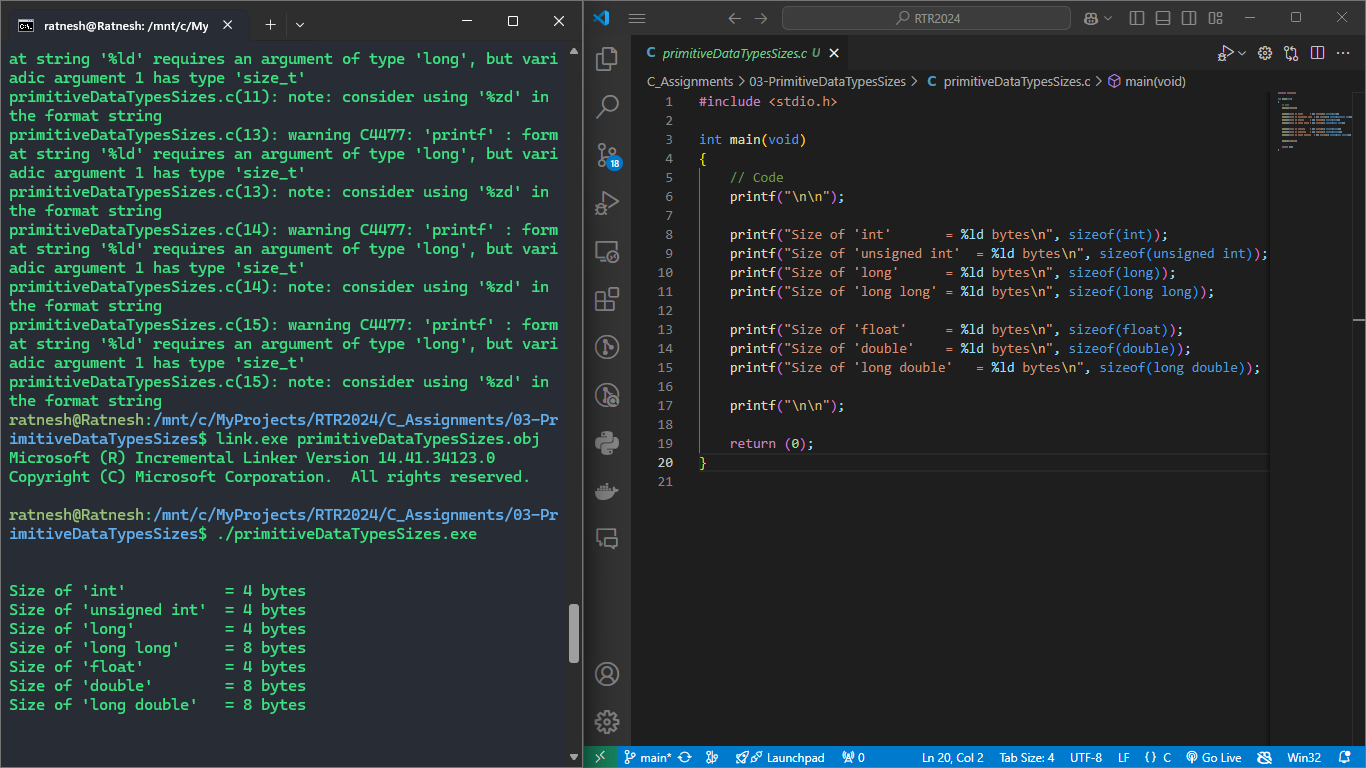 ratnesh@Ratnesh: /mnt/c/My
at string '%ld' requires an argument of type 'long', but vari
adic argument 1 has type 'size_t'
primitiveDataTypesSizes.c(11): note: consider using '%zd' in
the format string
primitiveDataTypesSizes.c(13): warning C4477: 'printf' : form
at string '%ld' requires an argument of type 'long', but vari
adic argument 1 has type 'size_t'
primitiveDataTypesSizes.c(13): note: consider using '%zd' in
the format string
primitiveDataTypesSizes.c(14): warning C4477: 'printf' : form
at string '%ld' requires an argument of type 'long', but vari
adic argument 1 has type 'size_t'
primitiveDataTypesSizes.c(14): note: consider using '%zd' in
the format string
primitiveDataTypesSizes.c(15): warning C4477: 'printf' : form
at string '%ld' requires an argument of type 'long', but vari
adic argument 1 has type 'size_t'
primitiveDataTypesSizes.c(15): note: consider using '%zd' in
the format string
ratnesh@Ratnesh:/mnt/c/MyProjects/RTR2024/C_Assignments/03-Pr
imitiveDataTypesSizes$ link.exe primitiveDataTypesSizes.obj
Microsoft (R) Incremental Linker Version 14.41.34123.0
Copyright (C) Microsoft Corporation.  All rights reserved.
ratnesh@Ratnesh:/mnt/c/MyProjects/RTR2024/C_Assignments/03-Pr
imitiveDataTypesSizes$ ./primitiveDataTypesSizes.exe
Size of 'int'           = 4 bytes
Size of 'unsigned int'  = 4 bytes
Size of 'long'          = 4 bytes
Size of 'long long'     = 8 bytes
Size of 'float'         = 4 bytes
Size of 'double'        = 8 bytes
Size of 'long double'   = 8 bytes
RTR2024
C primitiveDataTypesSizes.c U
C_Assignments > 03-PrimitiveDataTypesSizes > C primitiveDataTypesSizes.c > main(void)
18
1 #include <stdio.h>
2
3 int main(void)
4 {
5     // Code
6     printf("\n\n");
7
8     printf("Size of 'int'       = %ld bytes\n", sizeof(int));
9     printf("Size of 'unsigned int'  = %ld bytes\n", sizeof(unsigned int));
10     printf("Size of 'long'      = %ld bytes\n", sizeof(long));
11     printf("Size of 'long long' = %ld bytes\n", sizeof(long long));
12
13     printf("Size of 'float'     = %ld bytes\n", sizeof(float));
14     printf("Size of 'double'    = %ld bytes\n", sizeof(double));
15     printf("Size of 'long double'   = %ld bytes\n", sizeof(long double));
16
17     printf("\n\n");
18
19     return (0);
20 }
21
main* Launchpad 0 Ln 20, Col 2 Tab Size: 4 UTF-8 LF {} C Go Live Win32